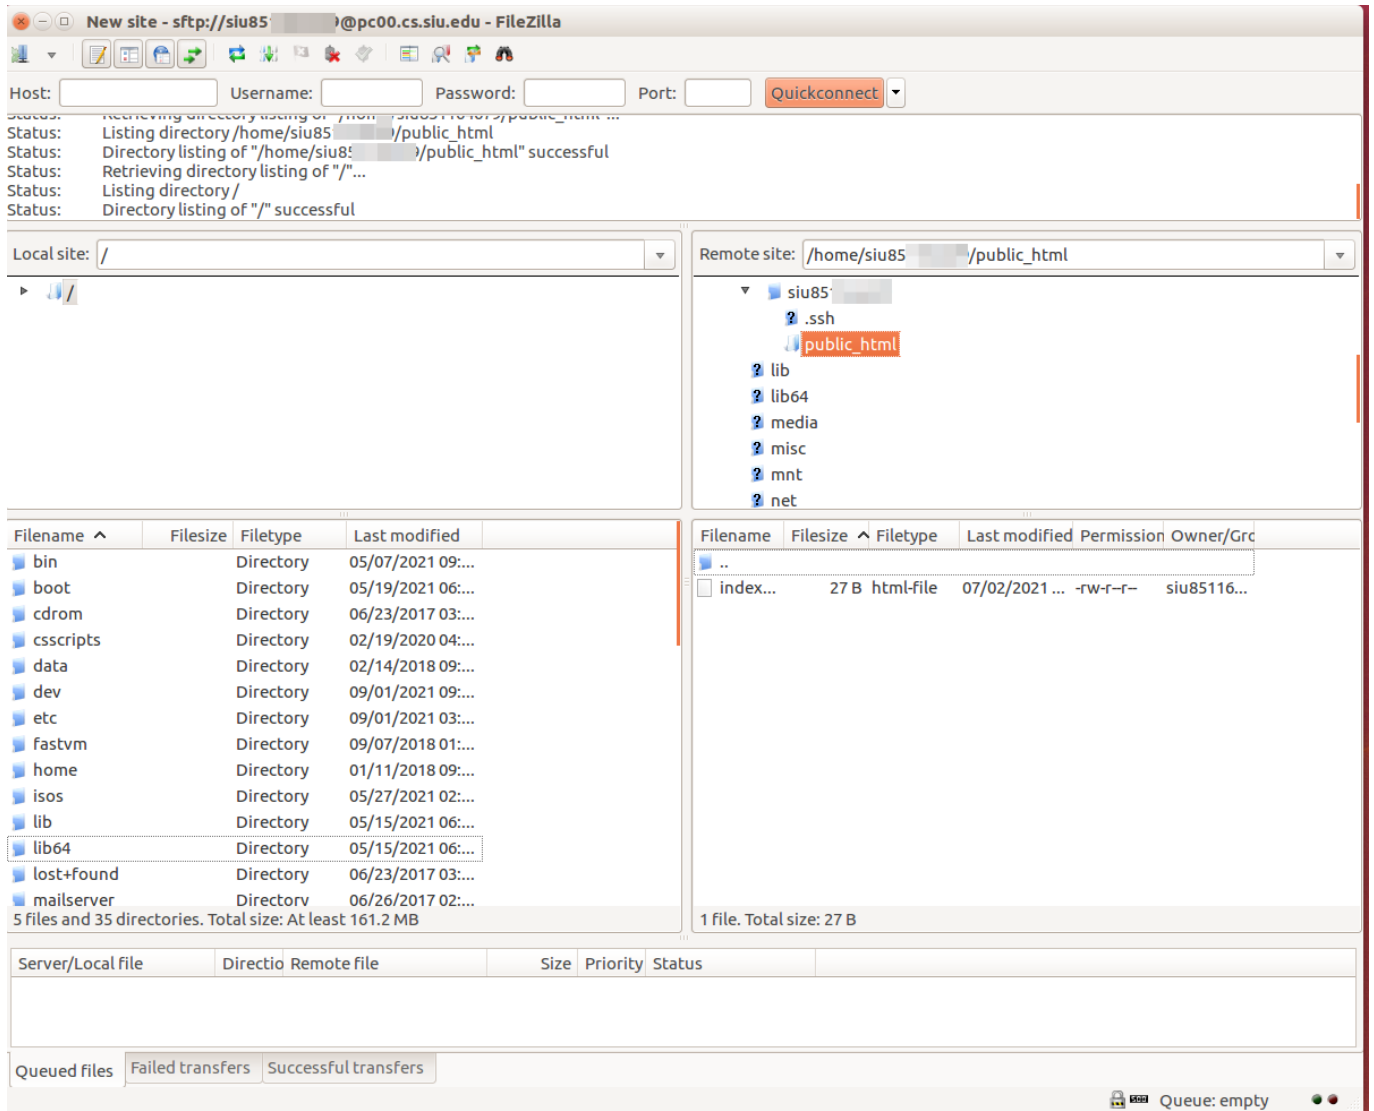 New site - sftp://siu85 @pc00.cs.siu.edu - FileZilla
Host: Username: Password: Port: Quickconnect
Status: Retrieving directory listing of
Status: Listing directory /home/siu85 /public_html
Status: Directory listing of "/home/siu8 /public_html" successful
Status: Retrieving directory listing of "/"...
Status: Listing directory /
Status: Directory listing of "/" successful
Local site: /
/
Remote site: /home/siu85 /public_html
siu85
.ssh
public_html
lib
lib64
media
misc
mnt
net
Filename Filesize Filetype Last modified
bin Directory 05/07/2021 09:...
boot Directory 05/19/2021 06:...
cdrom Directory 06/23/2017 03:...
csscripts Directory 02/19/2020 04:...
data Directory 02/14/2018 09:...
dev Directory 09/01/2021 09:...
etc Directory 09/01/2021 03:...
fastvm Directory 09/07/2018 01:...
home Directory 01/11/2018 09:...
isos Directory 05/27/2021 02:...
lib Directory 05/15/2021 06:...
lib64 Directory 05/15/2021 06:...
lost+found Directory 06/23/2017 03:...
mailserver Directory 06/26/2017 02:...
5 files and 35 directories. Total size: At least 161.2 MB
Filename Filesize Filetype Last modified Permission Owner/Grc
..
index... 27 B html-file 07/02/2021 ... -rw-r--r-- siu85116...
1 file. Total size: 27 B
Server/Local file Directio Remote file Size Priority Status
Queued files Failed transfers Successful transfers
Queue: empty